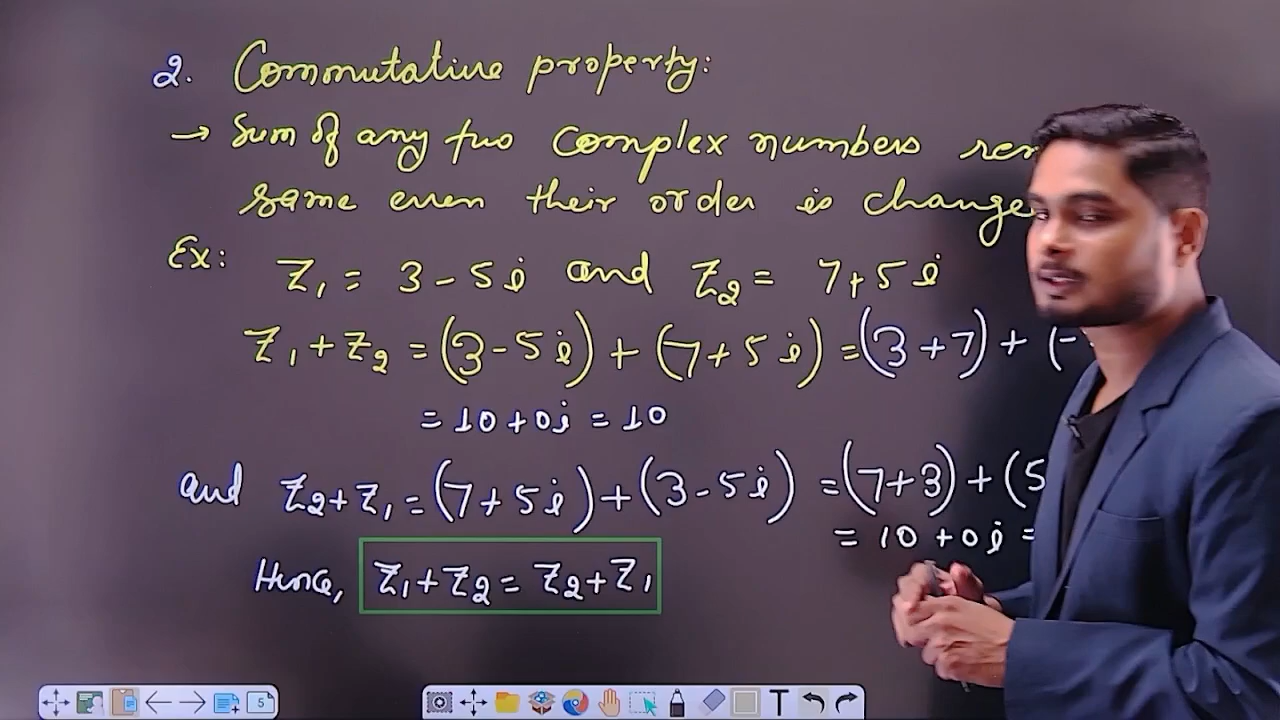 2. Commutative property:
→ Sum of any two complex numbers
same even their order is change
Ex: Z₁ = 3 - 5i and Z₂ = 7 + 5i
Z₁ + Z₂ = (3 - 5i) + (7 + 5i) = (3 + 7) + (-
= 10 + 0i = 10
and Z₂ + Z₁ = (7 + 5i) + (3 - 5i) = (7 + 3) + (5
= 10 + 0i =
Hence, Z₁ + Z₂ = Z₂ + Z₁
5
T